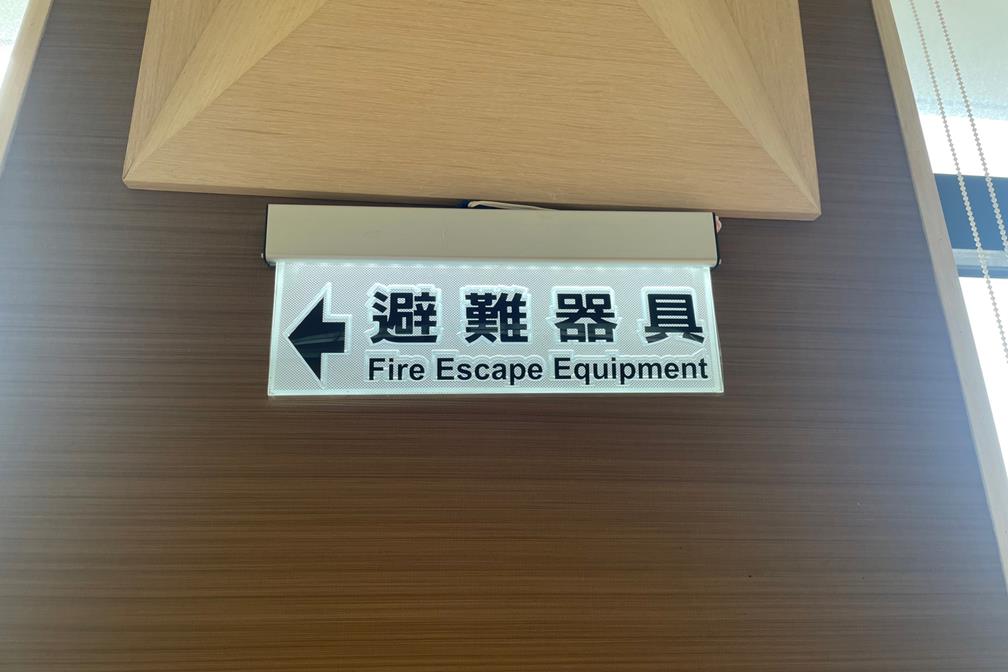 避難器具
Fire Escape Equipment